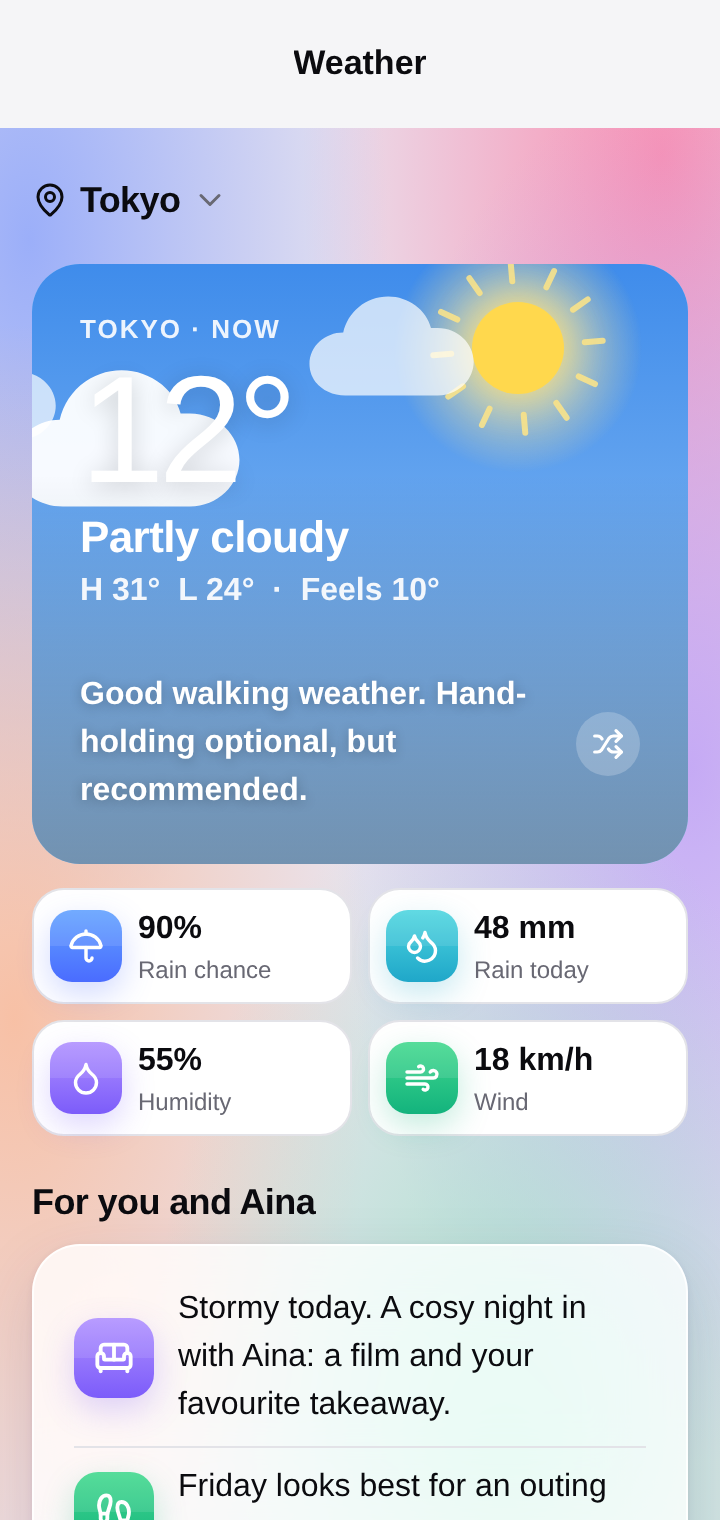 Weather
Tokyo
TOKYO · NOW
12°
Partly cloudy
H 31° L 24° · Feels 10°
Good walking weather. Hand-
holding optional, but
recommended.
90%
Rain chance
48 mm
Rain today
55%
Humidity
18 km/h
Wind
For you and Aina
Stormy today. A cosy night in
with Aina: a film and your
favourite takeaway.
Friday looks best for an outing